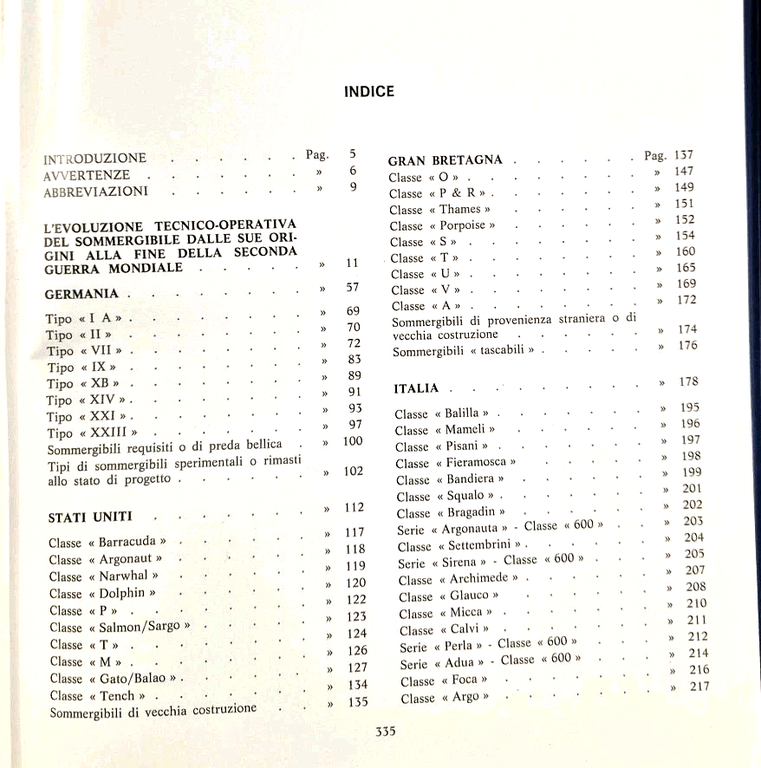 INDICE
INTRODUZIONE . . . . . . Pag. 5
AVVERTENZE . . . . . . . » 6
ABBREVIAZIONI . . . . . . » 9
L'EVOLUZIONE TECNICO-OPERATIVA
DEL SOMMERGIBILE DALLE SUE ORI-
GINI ALLA FINE DELLA SECONDA
GUERRA MONDIALE . . . . . » 11
GERMANIA . . . . . . . . » 57
Tipo « I A » . . . . . . . . » 69
Tipo « II » . . . . . . . . » 70
Tipo « VII » . . . . . . . . » 72
Tipo « IX » . . . . . . . . » 83
Tipo « XB » . . . . . . . . » 89
Tipo « XIV » . . . . . . . . » 91
Tipo « XXI » . . . . . . . . » 93
Tipo « XXIII » . . . . . . . » 97
Sommergibili requisiti o di preda bellica . » 100
Tipi di sommergibili sperimentali o rimasti
allo stato di progetto . . . . . . » 102
STATI UNITI . . . . . . . » 112
Classe « Barracuda » . . . . . . » 117
Classe « Argonaut » . . . . . . » 118
Classe « Narwhal » . . . . . . » 119
Classe « Dolphin » . . . . . . » 120
Classe « P » . . . . . . . . » 122
Classe « Salmon/Sargo » . . . . . » 123
Classe « T » . . . . . . . . » 124
Classe « M » . . . . . . . . » 126
Classe « Gato/Balao » . . . . . . » 127
Classe « Tench » . . . . . . . » 134
Sommergibili di vecchia costruzione . . » 135
GRAN BRETAGNA . . . . . . Pag. 137
Classe « O » . . . . . . . . » 147
Classe « P & R » . . . . . . . » 149
Classe « Thames » . . . . . . » 151
Classe « Porpoise » . . . . . . » 152
Classe « S » . . . . . . . . » 154
Classe « T » . . . . . . . . » 160
Classe « U » . . . . . . . . » 165
Classe « V » . . . . . . . . » 169
Classe « A » . . . . . . . . » 172
Sommergibili di provenienza straniera o di
vecchia costruzione . . . . . . » 174
Sommergibili « tascabili » . . . . . » 176
ITALIA . . . . . . . . . » 178
Classe « Balilla » . . . . . . . » 195
Classe « Mameli » . . . . . . » 196
Classe « Pisani » . . . . . . . » 197
Classe « Fieramosca » . . . . . » 198
Classe « Bandiera » . . . . . . » 199
Classe « Squalo » . . . . . . . » 201
Classe « Bragadin » . . . . . . » 202
Serie « Argonauta » - Classe « 600 » . . » 203
Classe « Settembrini » . . . . . . » 204
Serie « Sirena » - Classe « 600 » . . . » 205
Classe « Archimede » . . . . . . » 207
Classe « Glauco » . . . . . . » 208
Classe « Micca » . . . . . . . » 210
Classe « Calvi » . . . . . . . » 211
Serie « Perla » - Classe « 600 » . . . » 212
Serie « Adua » - Classe « 600 » . . . » 214
Classe « Foca » . . . . . . . » 216
Classe « Argo » . . . . . . . » 217
335